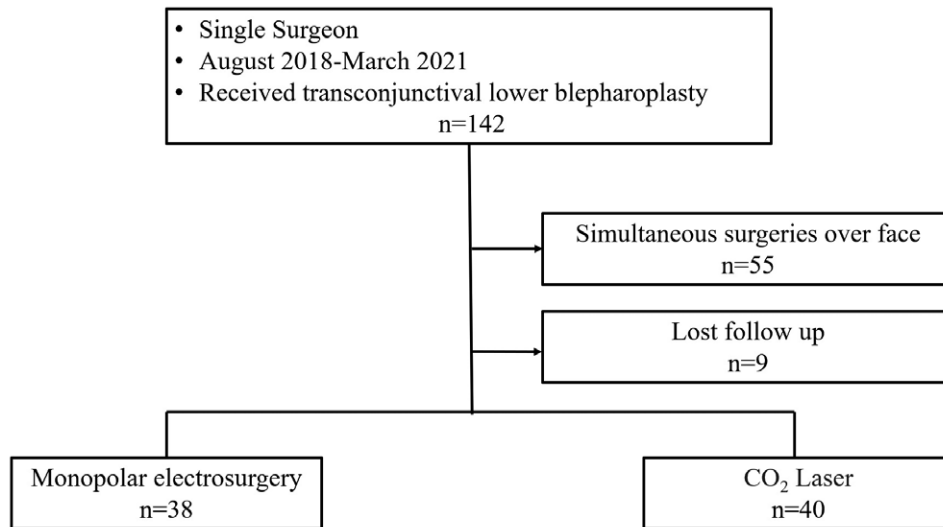 • Single Surgeon
• August 2018-March 2021
• Received transconjunctival lower blepharoplasty
n=142
Simultaneous surgeries over face
n=55
Lost follow up
n=9
Monopolar electrosurgery
n=38
CO₂ Laser
n=40